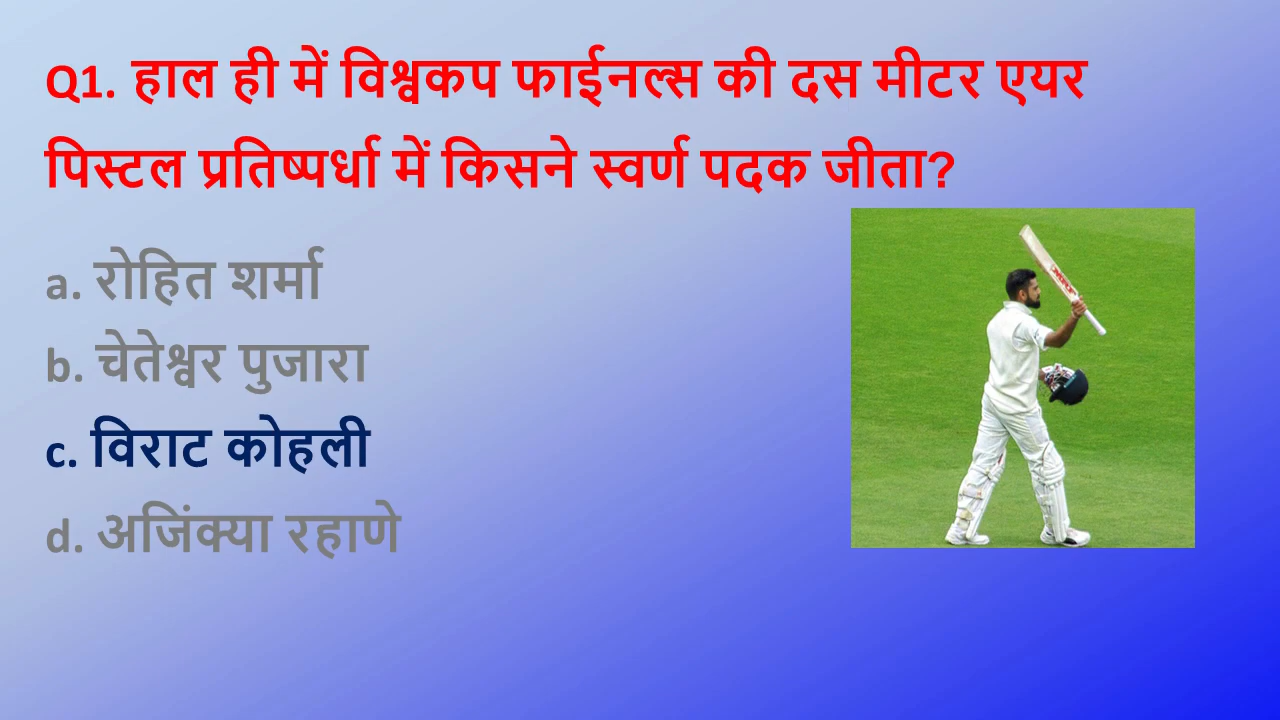 Q1. हाल ही में विश्वकप फाईनल्स की दस मीटर एयर
पिस्टल प्रतिष्पर्धा में किसने स्वर्ण पदक जीता?
a. रोहित शर्मा
b. चेतेश्वर पुजारा
c. विराट कोहली
d. अजिंक्या रहाणे